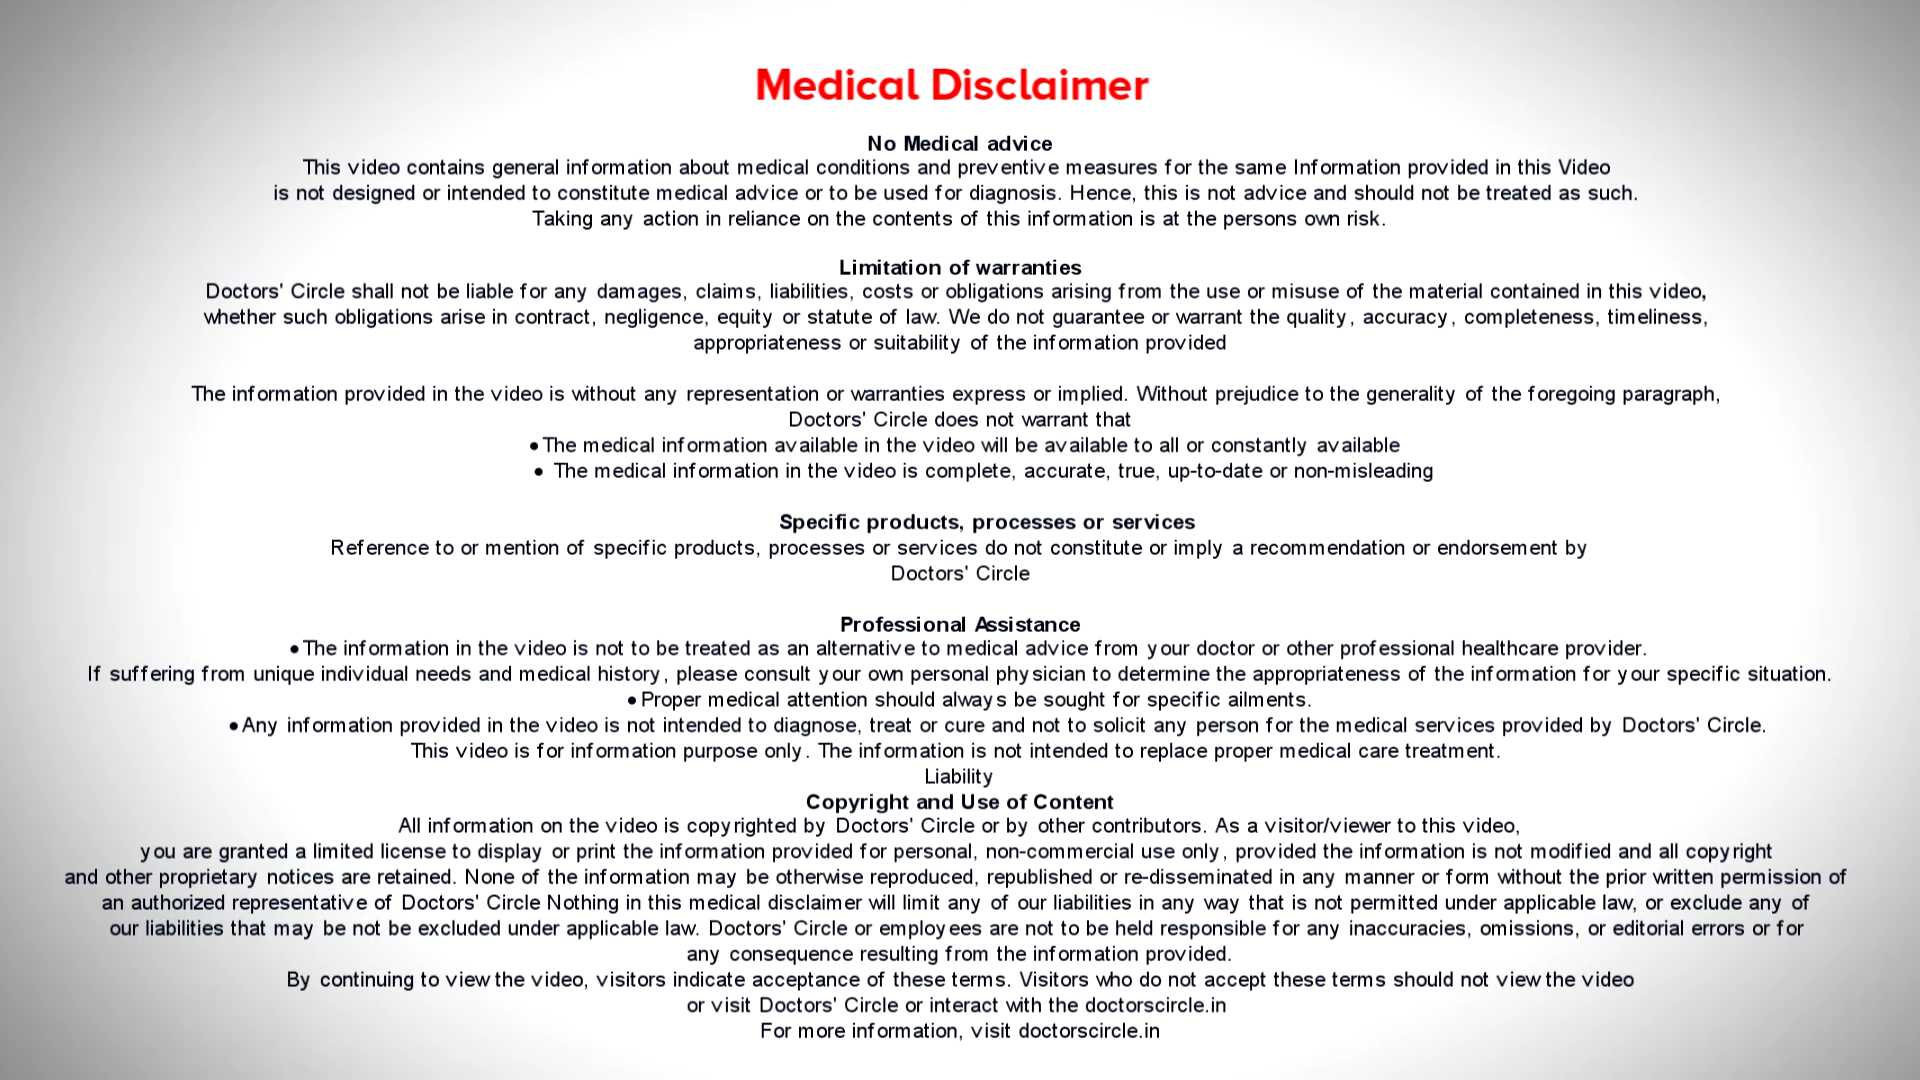 Medical Disclaimer
No Medical advice
This video contains general information about medical conditions and preventive measures for the same Information provided in this Video
is not designed or intended to constitute medical advice or to be used for diagnosis. Hence, this is not advice and should not be treated as such.
Taking any action in reliance on the contents of this information is at the persons own risk.
Limitation of warranties
Doctors' Circle shall not be liable for any damages, claims, liabilities, costs or obligations arising from the use or misuse of the material contained in this video,
whether such obligations arise in contract, negligence, equity or statute of law. We do not guarantee or warrant the quality, accuracy, completeness, timeliness,
appropriateness or suitability of the information provided
The information provided in the video is without any representation or warranties express or implied. Without prejudice to the generality of the foregoing paragraph,
Doctors' Circle does not warrant that
• The medical information available in the video will be available to all or constantly available
• The medical information in the video is complete, accurate, true, up-to-date or non-misleading
Specific products, processes or services
Reference to or mention of specific products, processes or services do not constitute or imply a recommendation or endorsement by
Doctors' Circle
Professional Assistance
• The information in the video is not to be treated as an alternative to medical advice from your doctor or other professional healthcare provider.
If suffering from unique individual needs and medical history, please consult your own personal physician to determine the appropriateness of the information for your specific situation.
• Proper medical attention should always be sought for specific ailments.
• Any information provided in the video is not intended to diagnose, treat or cure and not to solicit any person for the medical services provided by Doctors' Circle.
This video is for information purpose only. The information is not intended to replace proper medical care treatment.
Liability
Copyright and Use of Content
All information on the video is copyrighted by Doctors' Circle or by other contributors. As a visitor/viewer to this video,
you are granted a limited license to display or print the information provided for personal, non-commercial use only, provided the information is not modified and all copyright
and other proprietary notices are retained. None of the information may be otherwise reproduced, republished or re-disseminated in any manner or form without the prior written permission of
an authorized representative of Doctors' Circle Nothing in this medical disclaimer will limit any of our liabilities in any way that is not permitted under applicable law, or exclude any of
our liabilities that may be not be excluded under applicable law. Doctors' Circle or employees are not to be held responsible for any inaccuracies, omissions, or editorial errors or for
any consequence resulting from the information provided.
By continuing to view the video, visitors indicate acceptance of these terms. Visitors who do not accept these terms should not view the video
or visit Doctors' Circle or interact with the doctorscircle.in
For more information, visit doctorscircle.in